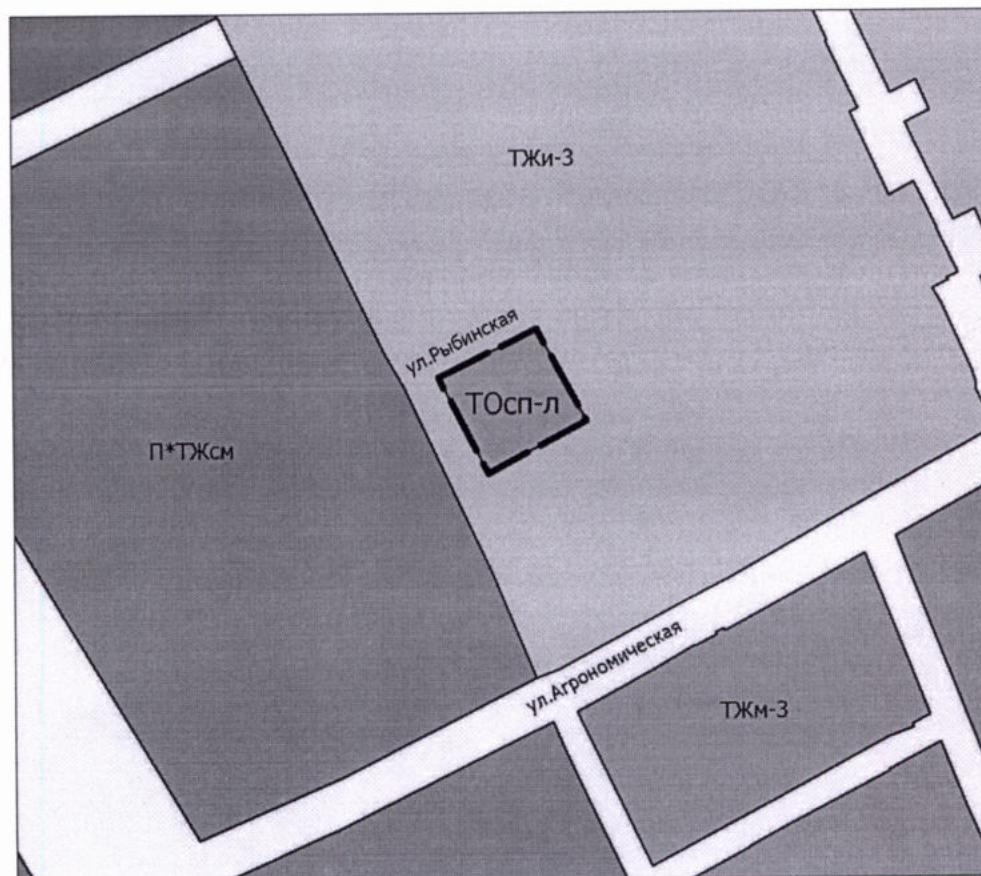 ТЖи-3
ул.Рыбинская
ТОсп-л
П*ТЖсм
ул.Агрономическая
ТЖм-3